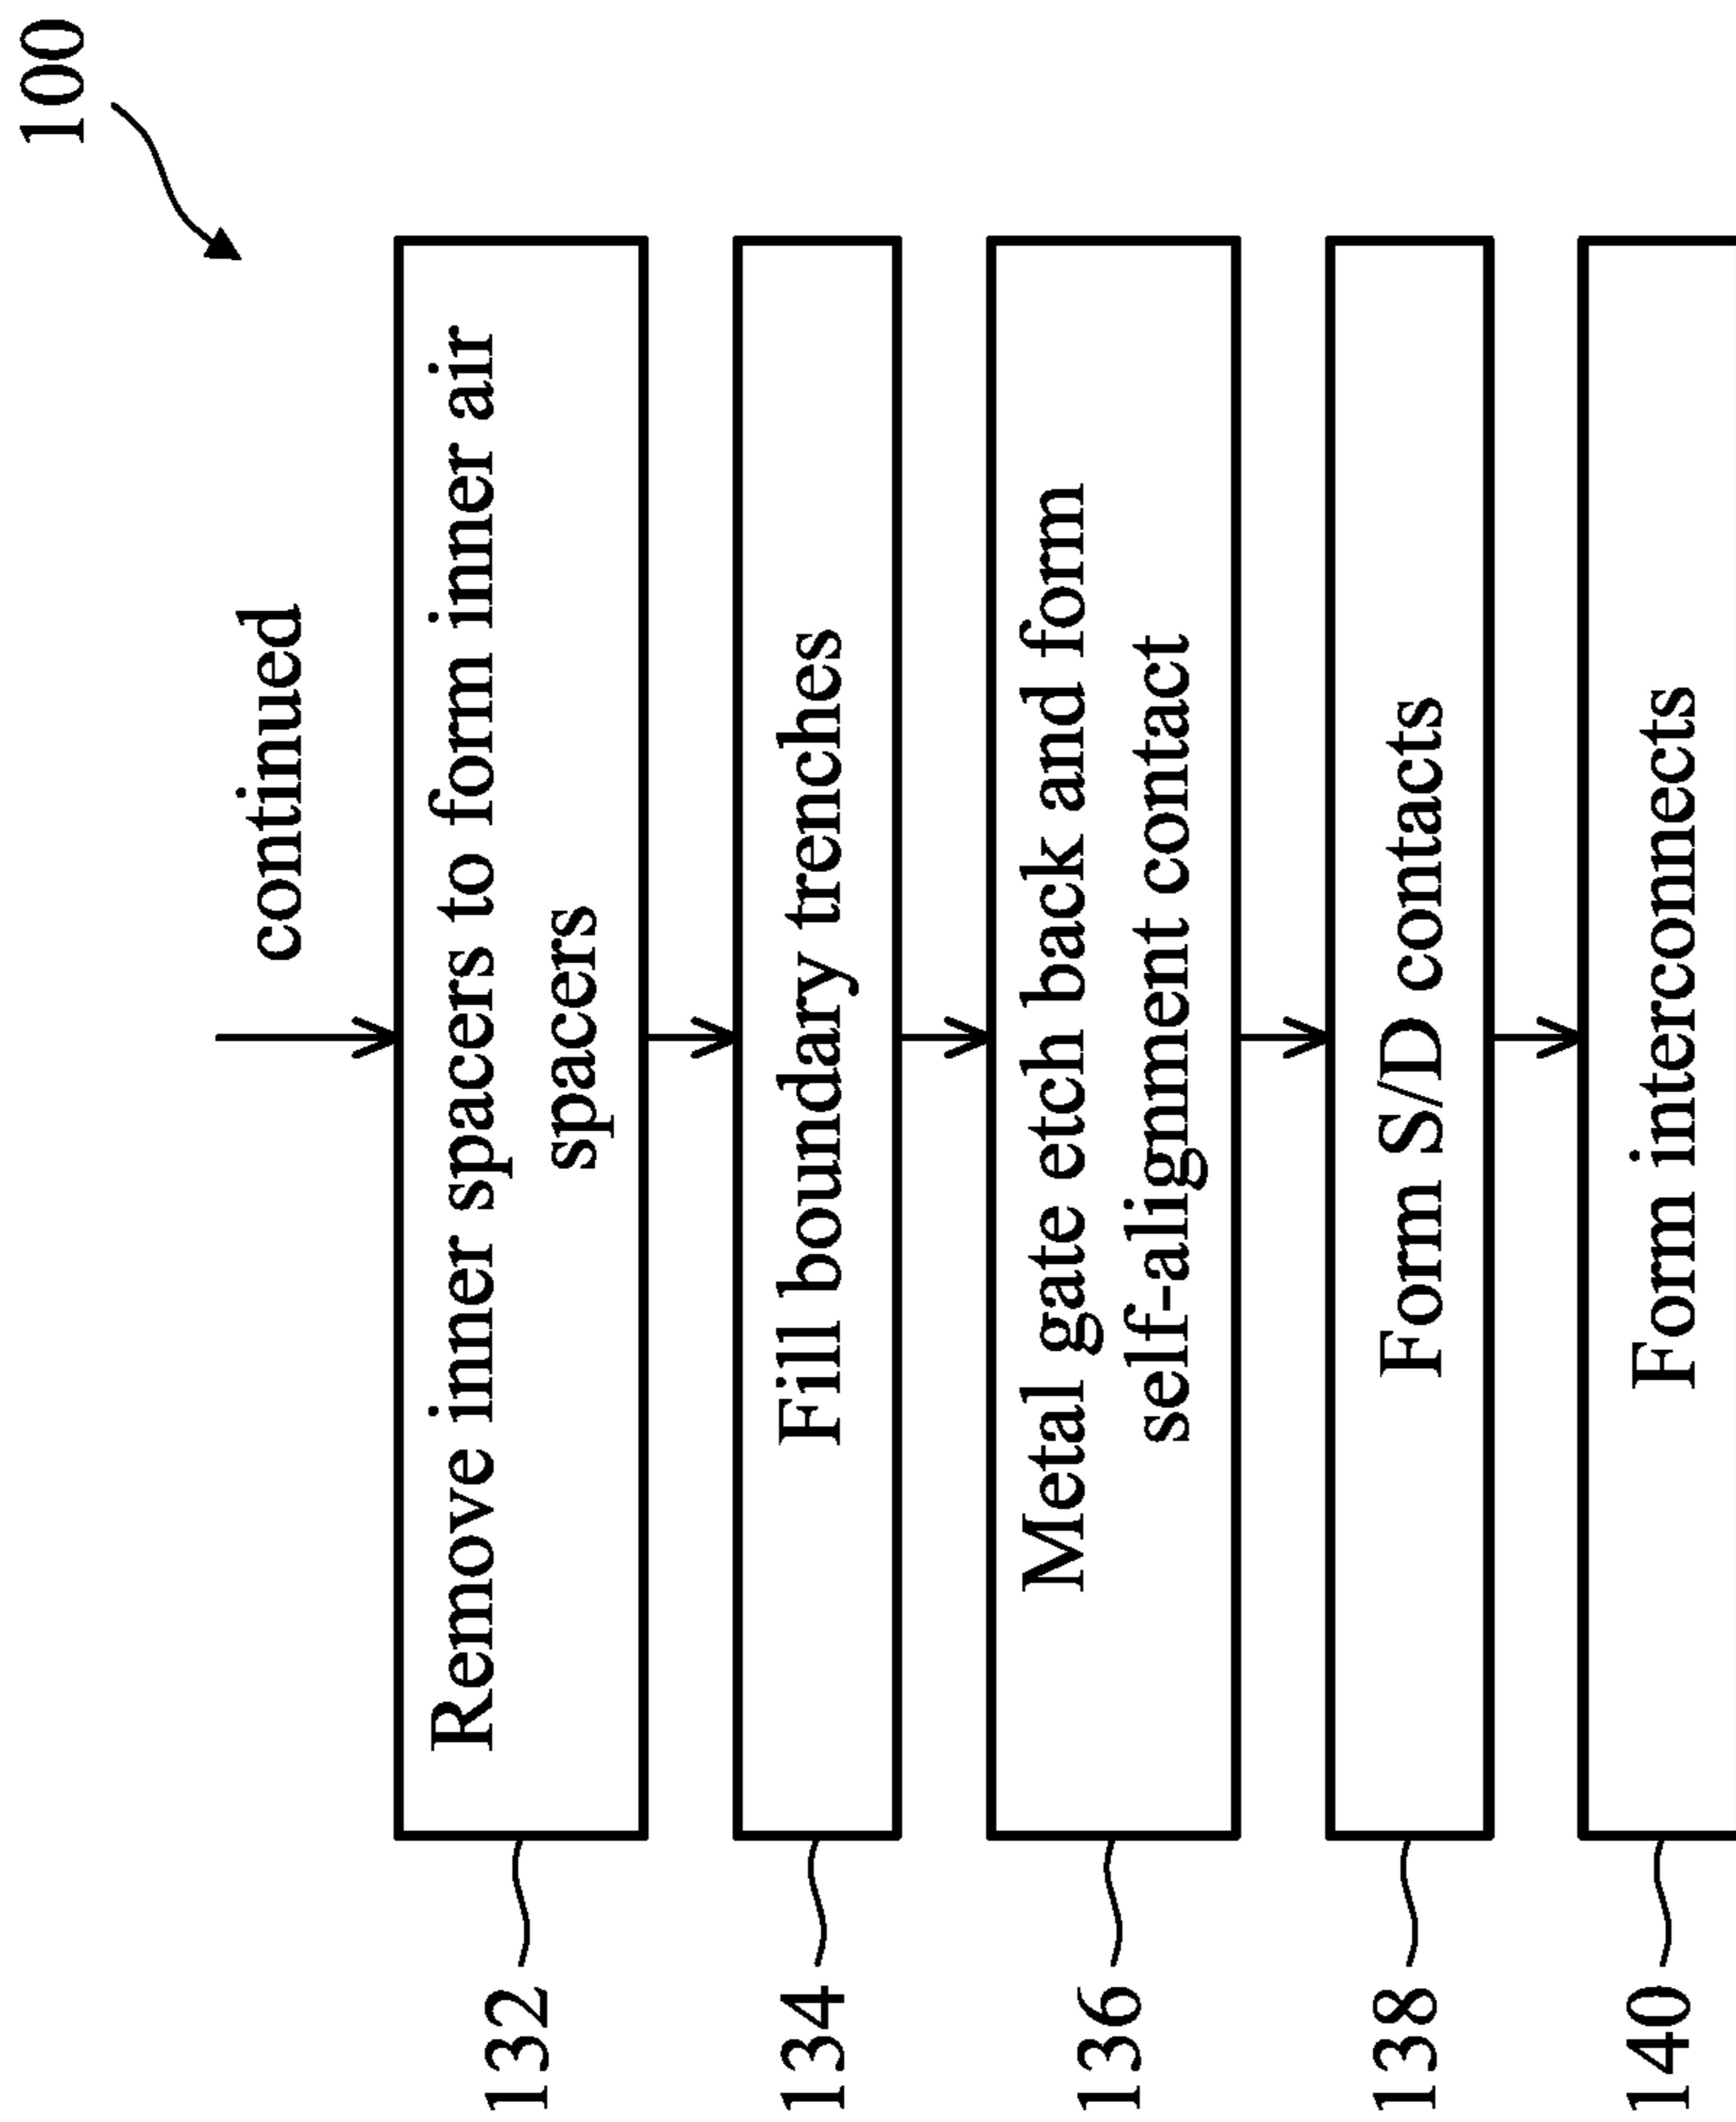 100
continued
132
Remove inner spacers to form inner air
spacers
134
Fill boundary trenches
136
Metal gate etch back and form
self-alignment contact
138
Form S/D contacts
140
Form interconnects